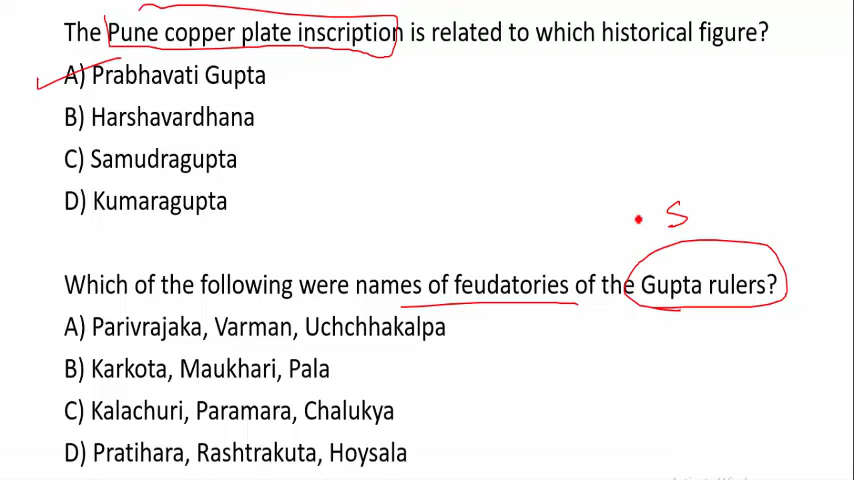 The Pune copper plate inscription is related to which historical figure?
A) Prabhavati Gupta
B) Harshavardhana
C) Samudragupta
D) Kumaragupta
S
Which of the following were names of feudatories of the Gupta rulers?
A) Parivrajaka, Varman, Uchchhakalpa
B) Karkota, Maukhari, Pala
C) Kalachuri, Paramara, Chalukya
D) Pratihara, Rashtrakuta, Hoysala